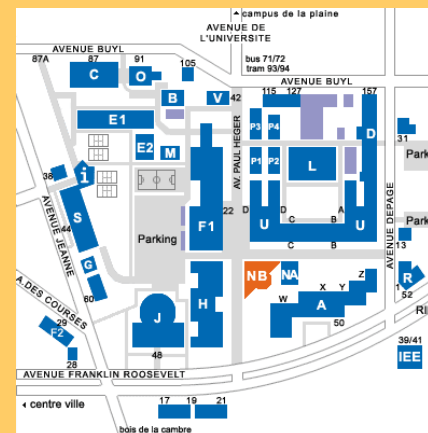 ▲ campus de la plaine
AVENUE DE
L'UNIVERSITE
AVENUE BUYL
bus 71/72
tram 93/94
87A
87
91
105
AVENUE BUYL
C
O
B
V
42
115
127
157
E1
P3
P4
D
31
E2
M
AV. PAUL HEGER
P1
P2
L
Park
38
i
S
44
AVENUE JEANNE
Parking
F1
22
D
D
A
U
C
B
U
C
B
AVENUE DEPAGE
Park
13
G
60
A.DES COURSES
29
F2
28
J
48
H
NB
NA
W
X
Y
Z
A
50
R
1
52
AVENUE FRANKLIN ROOSEVELT
39/41
IEE
◂ centre ville
17
19
21
bois de la cambre